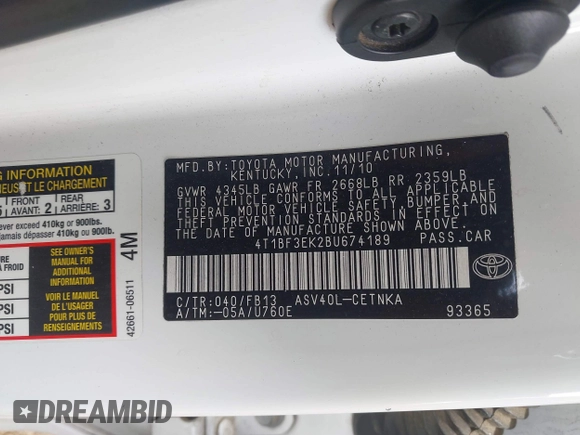 MFD.BY:TOYOTA MOTOR MANUFACTURING,
KENTUCKY, INC. 11/10
GVWR 4345LB GAWR FR 2668LB RR 2359LB
THIS VEHICLE CONFORMS TO ALL APPLICABLE
FEDERAL MOTOR VEHICLE SAFETY, BUMPER, AND
THEFT PREVENTION STANDARDS IN EFFECT ON
THE DATE OF MANUFACTURE SHOWN ABOVE.
4T1BF3EK2BU674189 PASS.CAR
C/TR:040/FB13 ASV40L-CETNKA
A/TM:-05A/U760E 93365
TOYOTA
INFORMATION
LE CHARGEMENT
FRONT
AVANT: 2
REAR
ARRIÈRE: 3
exceed 410kg or 900lbs.
dépasser 410kg ou 900lbs.
SEE OWNER'S
MANUAL FOR
ADDITIONAL
INFORMATION
VOIR LE MANUEL
DE L'USAGER
POUR PLUS DE
RENSEIGNEMENTS
À FROID
PSI
PSI
PSI
4M
42661-06511
DREAMBID